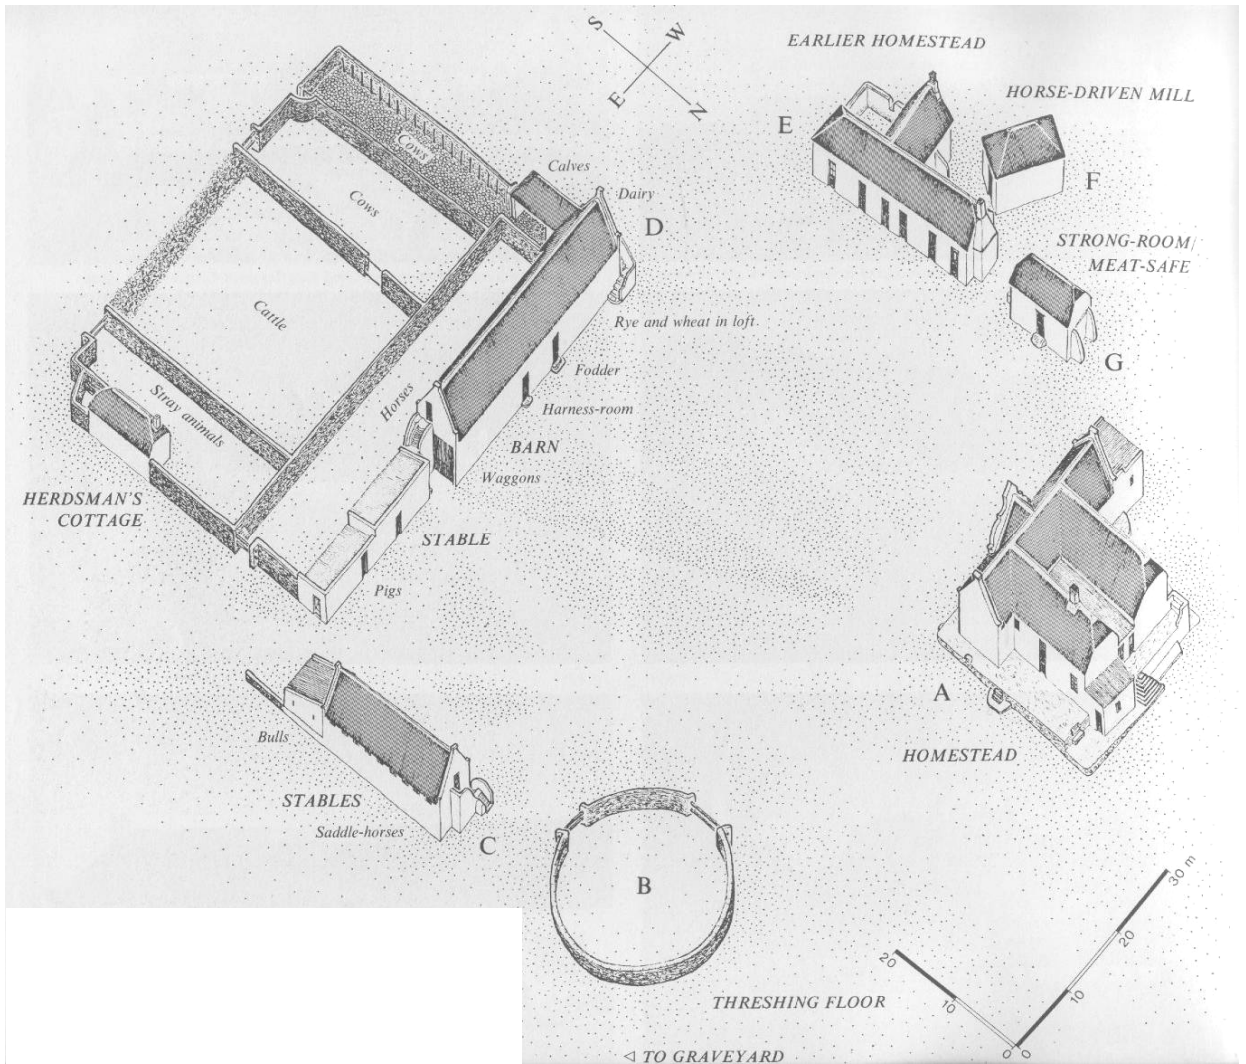 S
W
E
N
EARLIER HOMESTEAD
HORSE-DRIVEN MILL
E
F
Cows
Calves
Dairy
D
Cows
STRONG-ROOM/
MEAT-SAFE
G
Cattle
Rye and wheat in loft
Fodder
Horses
Harness-room
Stray animals
BARN
Waggons
HERDSMAN'S
COTTAGE
STABLE
Pigs
A
HOMESTEAD
Bulls
STABLES
Saddle-horses
C
B
30 m
20
10
0
20
10
0
THRESHING FLOOR
◁ TO GRAVEYARD